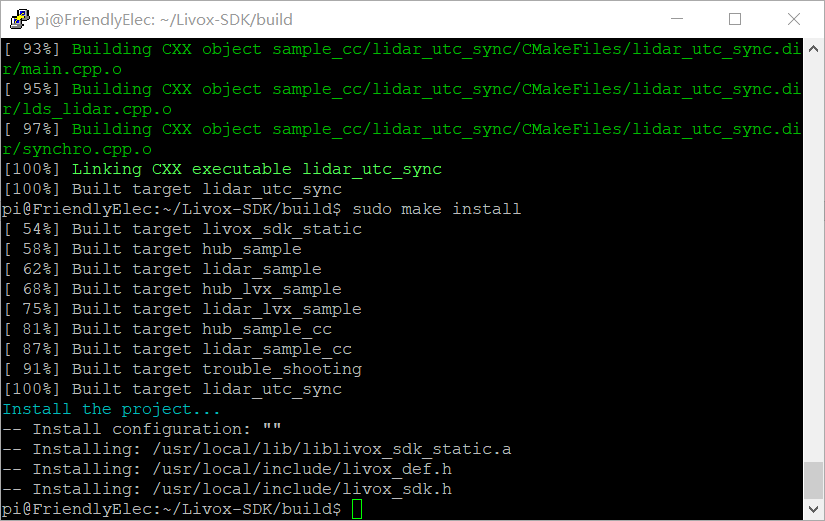 pi@FriendlyElec: ~/Livox-SDK/build
[ 93%] Building CXX object sample_cc/lidar_utc_sync/CMakeFiles/lidar_utc_sync.di
r/main.cpp.o
[ 95%] Building CXX object sample_cc/lidar_utc_sync/CMakeFiles/lidar_utc_sync.di
r/lds_lidar.cpp.o
[ 97%] Building CXX object sample_cc/lidar_utc_sync/CMakeFiles/lidar_utc_sync.di
r/synchro.cpp.o
[100%] Linking CXX executable lidar_utc_sync
[100%] Built target lidar_utc_sync
pi@FriendlyElec:~/Livox-SDK/build$ sudo make install
[ 54%] Built target livox_sdk_static
[ 58%] Built target hub_sample
[ 62%] Built target lidar_sample
[ 68%] Built target hub_lvx_sample
[ 75%] Built target lidar_lvx_sample
[ 81%] Built target hub_sample_cc
[ 87%] Built target lidar_sample_cc
[ 91%] Built target trouble_shooting
[100%] Built target lidar_utc_sync
Install the project...
-- Install configuration: ""
-- Installing: /usr/local/lib/liblivox_sdk_static.a
-- Installing: /usr/local/include/livox_def.h
-- Installing: /usr/local/include/livox_sdk.h
pi@FriendlyElec:~/Livox-SDK/build$